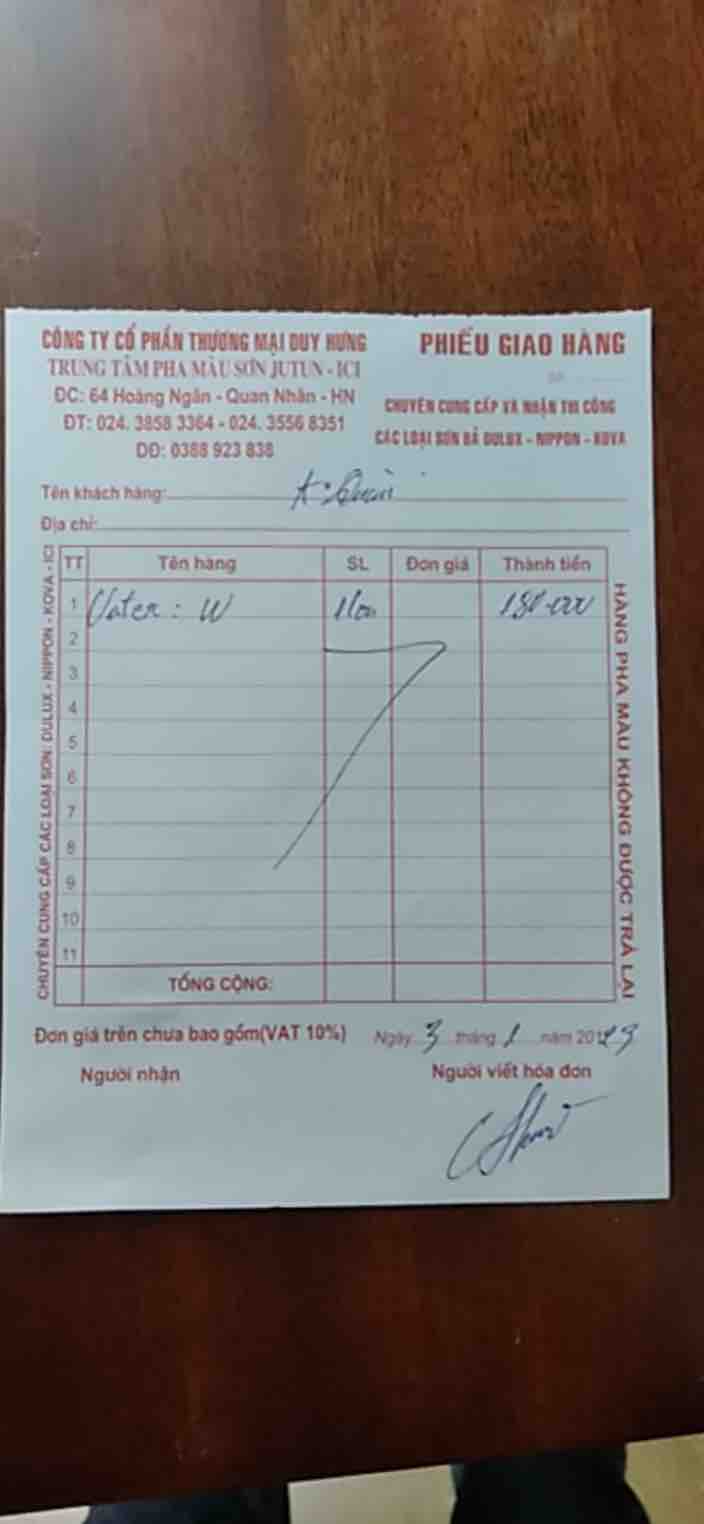 CÔNG TY CỔ PHẦN THƯƠNG MẠI DUY HƯNG
TRUNG TÂM PHA MÀU SƠN JUTUN - ICI
ĐC: 64 Hoàng Ngân - Quan Nhân - HN
ĐT: 024. 3858 3364 - 024. 3556 8351
DĐ: 0388 923 838
PHIẾU GIAO HÀNG
CHUYÊN CUNG CẤP VÀ NHẬN THI CÔNG
CÁC LOẠI SƠN BẢ DULUX - NIPPON - KOVA
Tên khách hàng:
Địa chỉ:
CHUYÊN CUNG CẤP CÁC LOẠI SƠN: DULUX - NIPPON - KOVA - ICI
TT Tên hàng SL Đơn giá Thành tiền
1 Vater: W 1lon
2
3
4
5
6
7
8
9
10
11
TỔNG CỘNG:
HÀNG PHA MÀU KHÔNG ĐƯỢC TRẢ LẠI
Đơn giá trên chưa bao gồm(VAT 10%)
Ngày 3 tháng 1 năm 201
Người nhận
Người viết hóa đơn